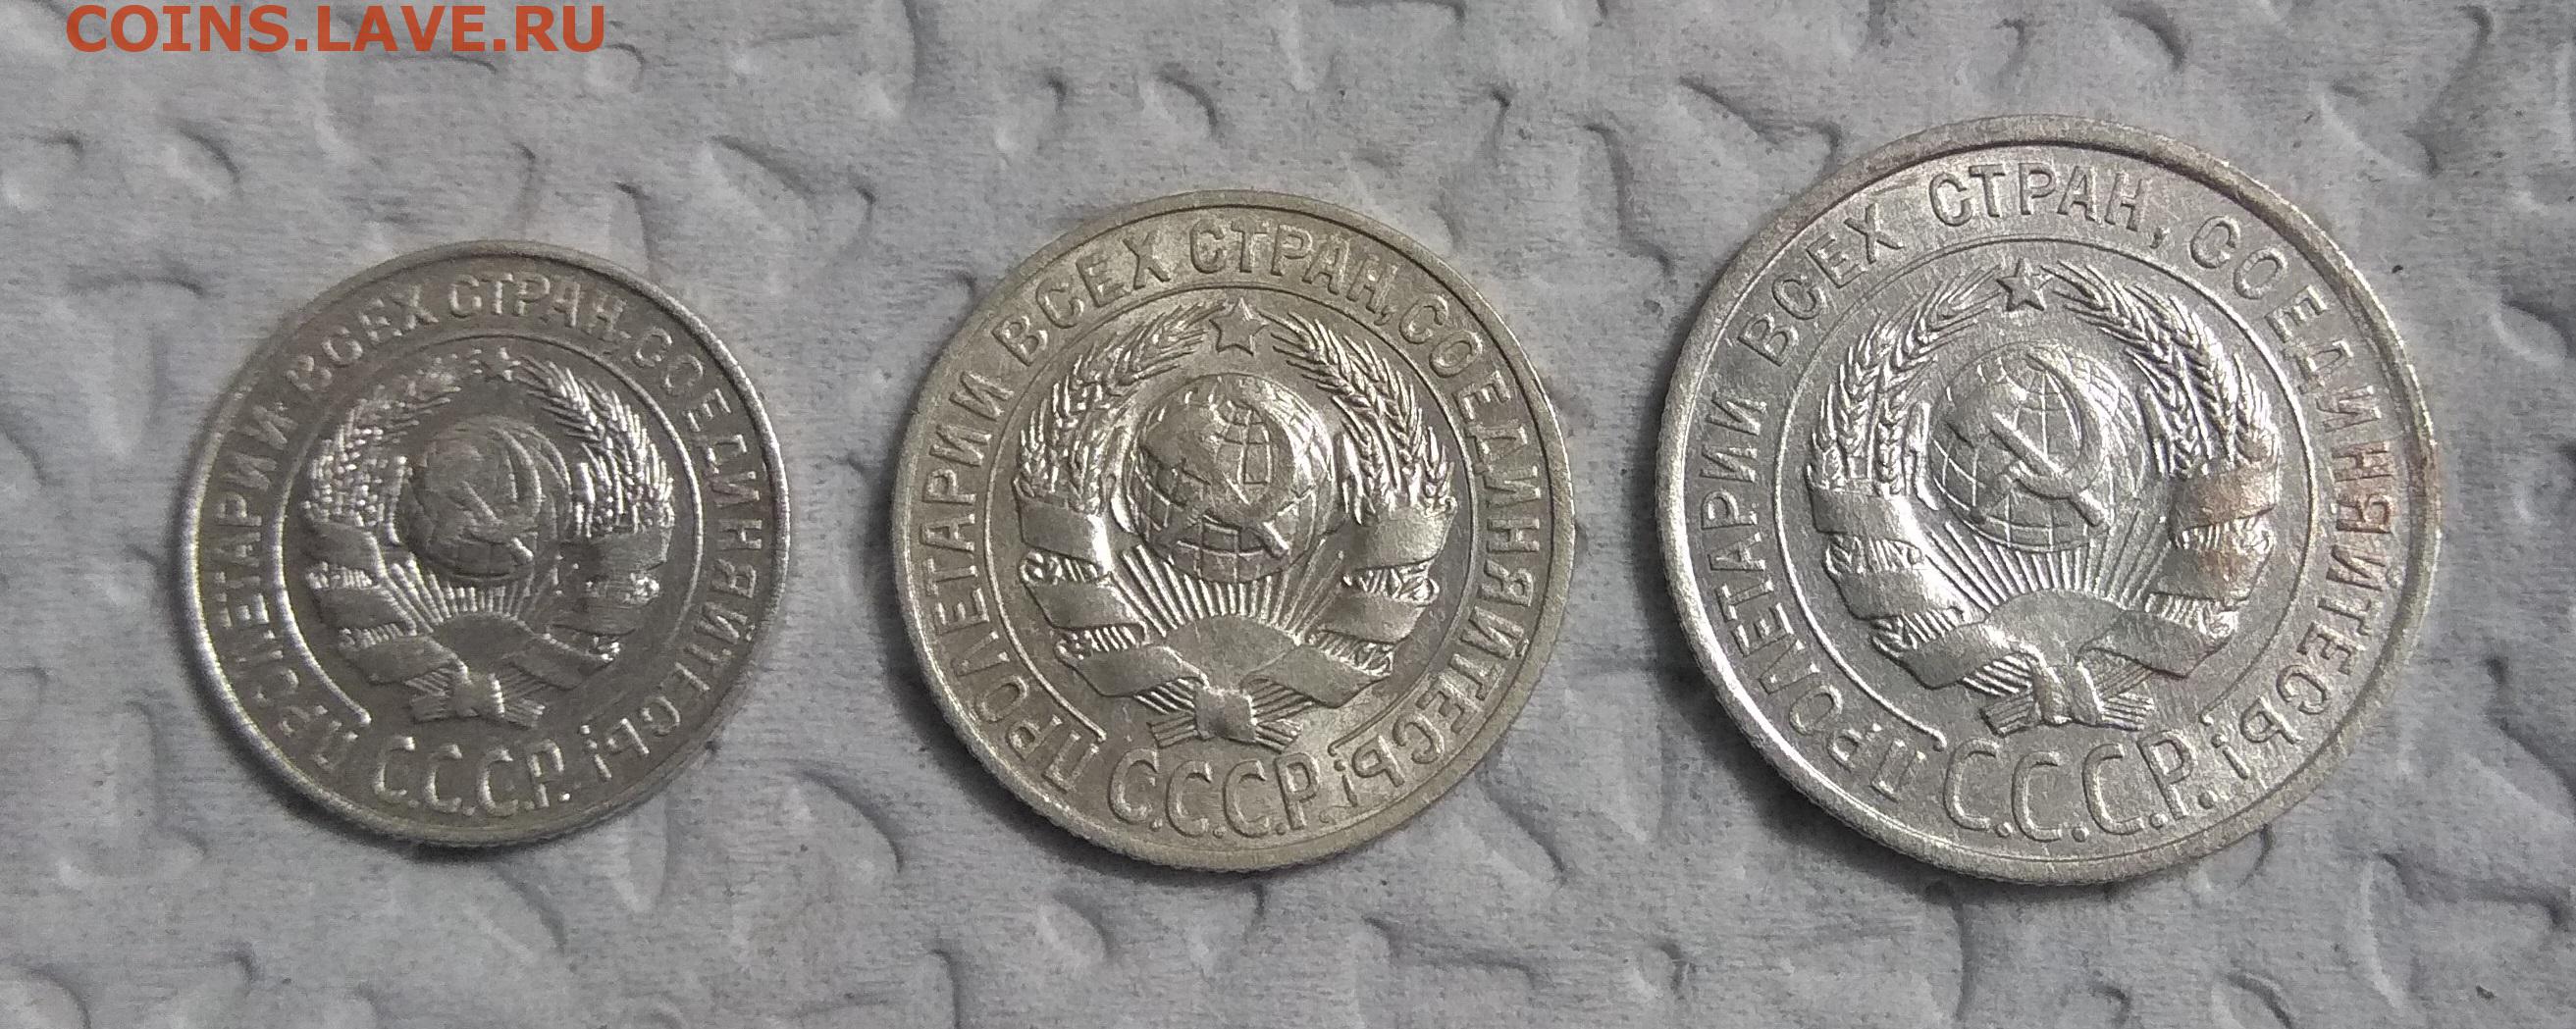 COINS.LAVE.RU
ПРОЛЕТАРИИ ВСЕХ СТРАН, СОЕДИНЯЙТЕСЬ!
С.С.С.Р.
ПРОЛЕТАРИИ ВСЕХ СТРАН, СОЕДИНЯЙТЕСЬ!
С.С.С.Р.
ПРОЛЕТАРИИ ВСЕХ СТРАН, СОЕДИНЯЙТЕСЬ!
С.С.С.Р.